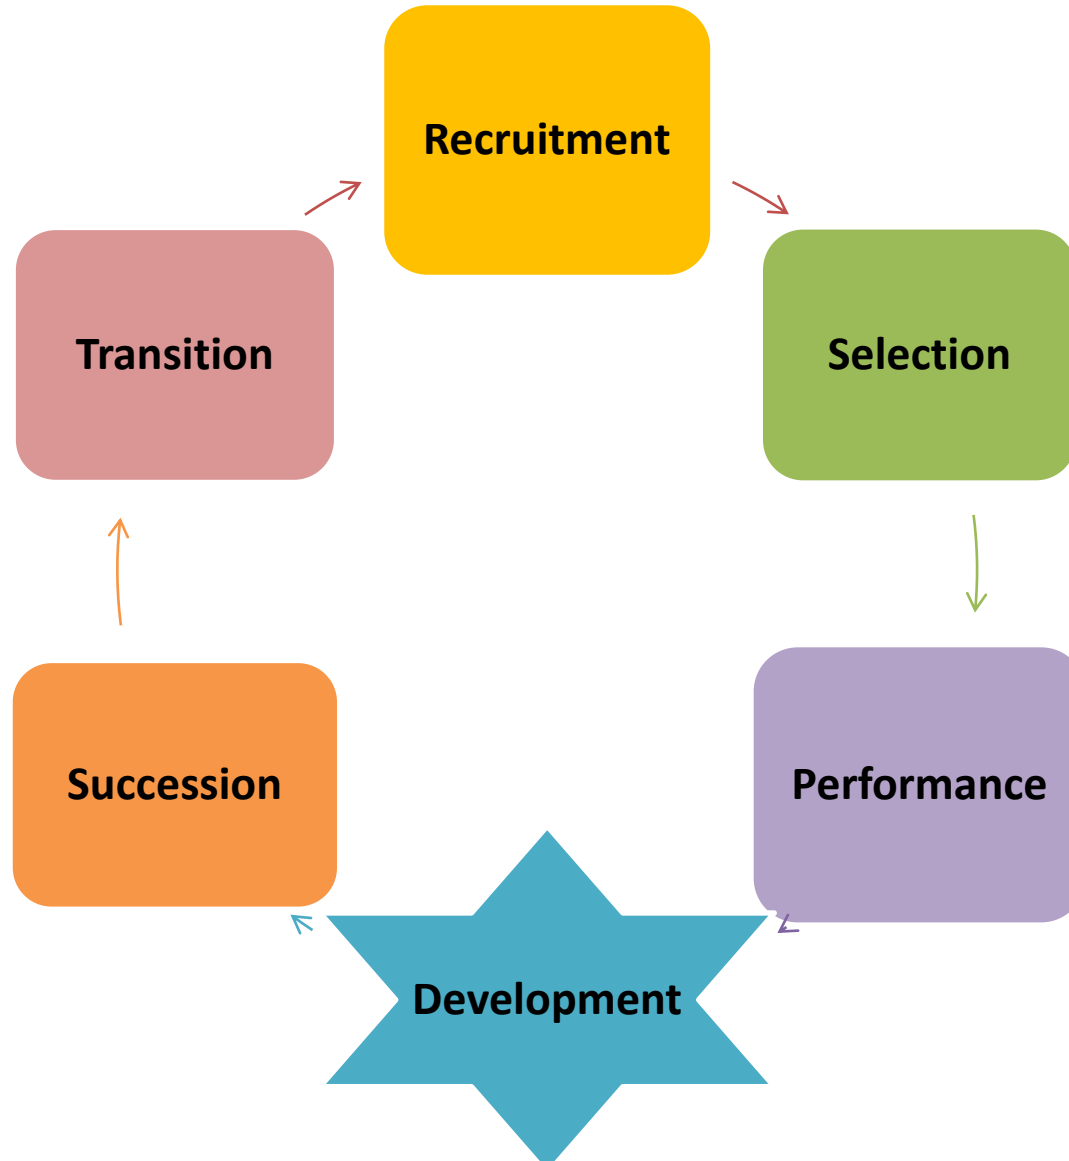 Recruitment
Selection
Performance
Development
Succession
Transition